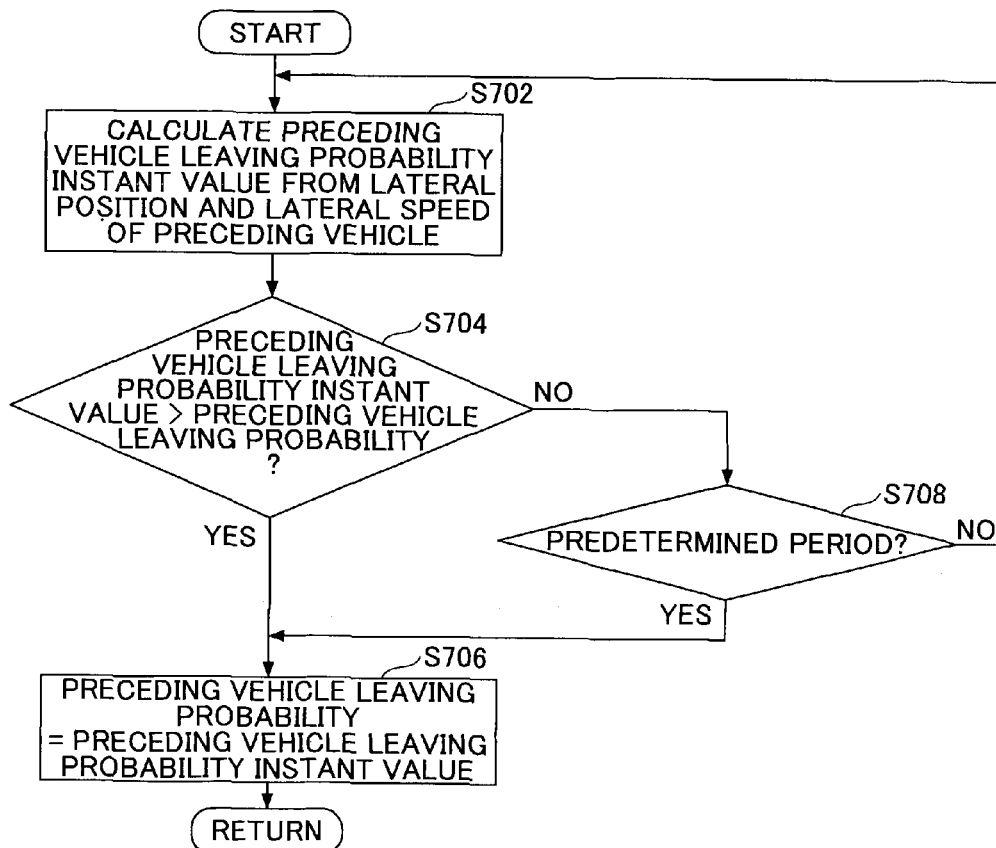 START
S702
CALCULATE PRECEDING
VEHICLE LEAVING PROBABILITY
INSTANT VALUE FROM LATERAL
POSITION AND LATERAL SPEED
OF PRECEDING VEHICLE
S704
PRECEDING
VEHICLE LEAVING
PROBABILITY INSTANT
VALUE > PRECEDING VEHICLE
LEAVING PROBABILITY
?
NO
YES
S708
PREDETERMINED PERIOD?
NO
YES
S706
PRECEDING VEHICLE LEAVING
PROBABILITY
= PRECEDING VEHICLE LEAVING
PROBABILITY INSTANT VALUE
RETURN